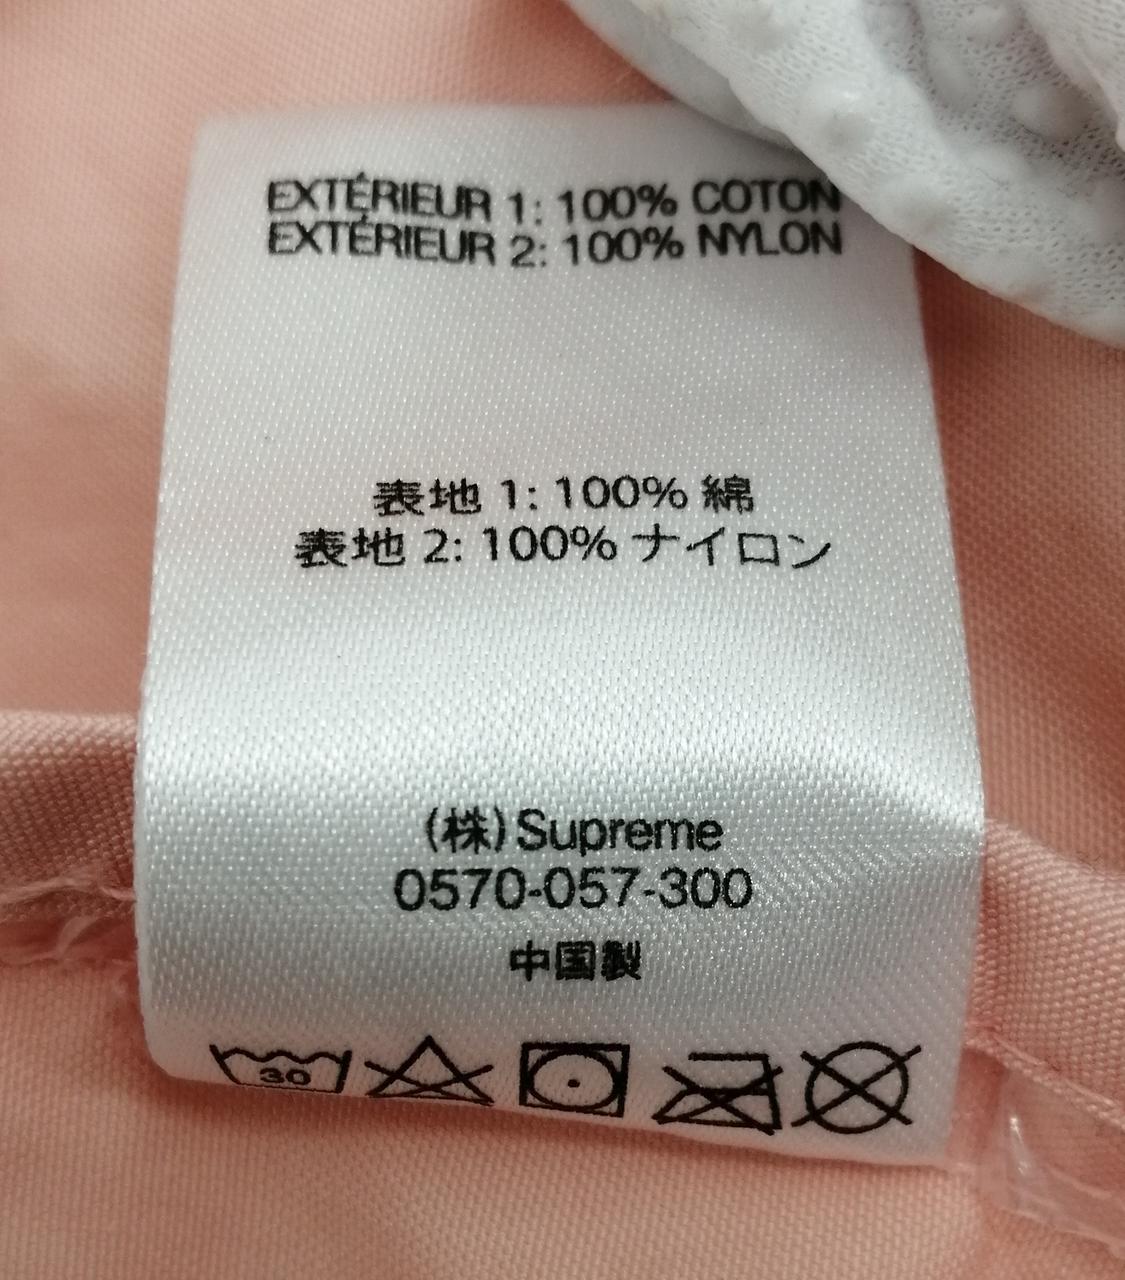 EXTÉRIEUR 1: 100% COTON
EXTÉRIEUR 2: 100% NYLON
表地 1: 100% 綿
表地 2: 100% ナイロン
(株)Supreme
0570-057-300
中国製
30